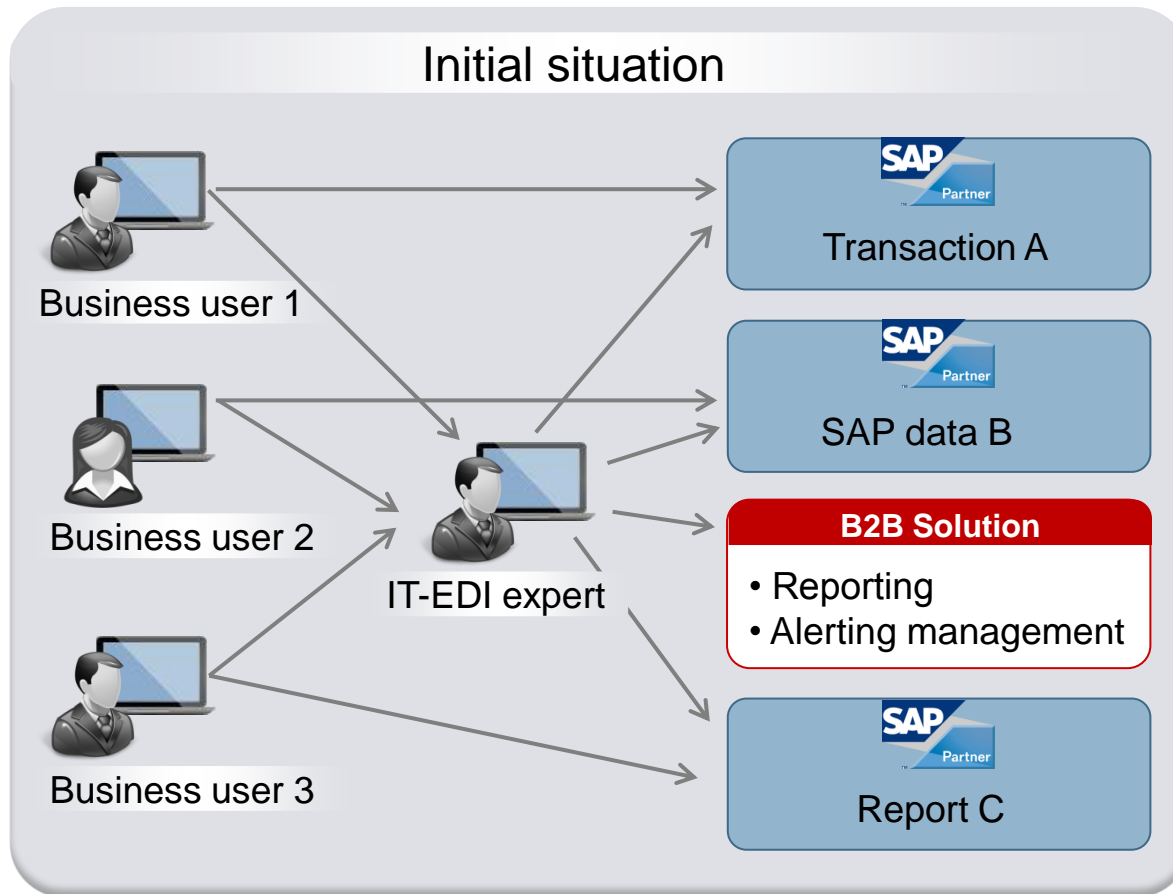 Initial situation
SAP
Partner
Transaction A
Business user 1
SAP
Partner
SAP data B
Business user 2
IT-EDI expert
B2B Solution
• Reporting
• Alerting management
SAP
Partner
Report C
Business user 3